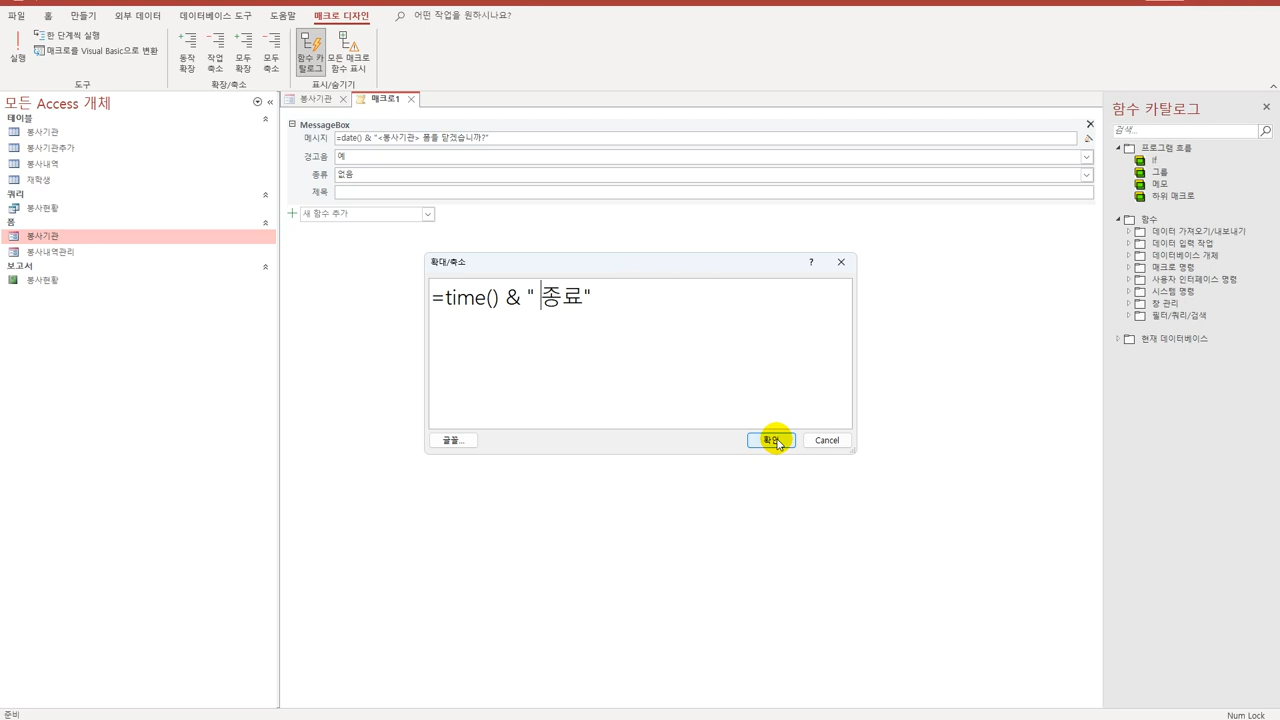 파일 홈 만들기 외부 데이터 데이터베이스 도구 도움말 매크로 디자인 어떤 작업을 원하시나요?
실행
한 단계씩 실행
매크로를 Visual Basic으로 변환
도구
동작 확장
작업 축소
모두 확장
모두 축소
확장/축소
함수 카탈로그
모든 매크로 함수 표시
표시/숨기기
모든 Access 개체
테이블
봉사기관
봉사기관추가
봉사내역
재학생
쿼리
봉사현황
폼
봉사기관
봉사내역관리
보고서
봉사현황
봉사기관 매크로1
MessageBox
메시지 =date() & "<봉사기관> 폼을 닫겠습니까?"
경고음 예
종류 없음
제목
새 함수 추가
확대/축소 ?
=time() & " 종료"
글꼴... 확인 Cancel
함수 카탈로그
검색...
프로그램 흐름
If
그룹
메모
하위 매크로
함수
데이터 가져오기/내보내기
데이터 입력 작업
데이터베이스 개체
매크로 명령
사용자 인터페이스 명령
시스템 명령
창 관리
필터/쿼리/검색
현재 데이터베이스
준비 Num Lock